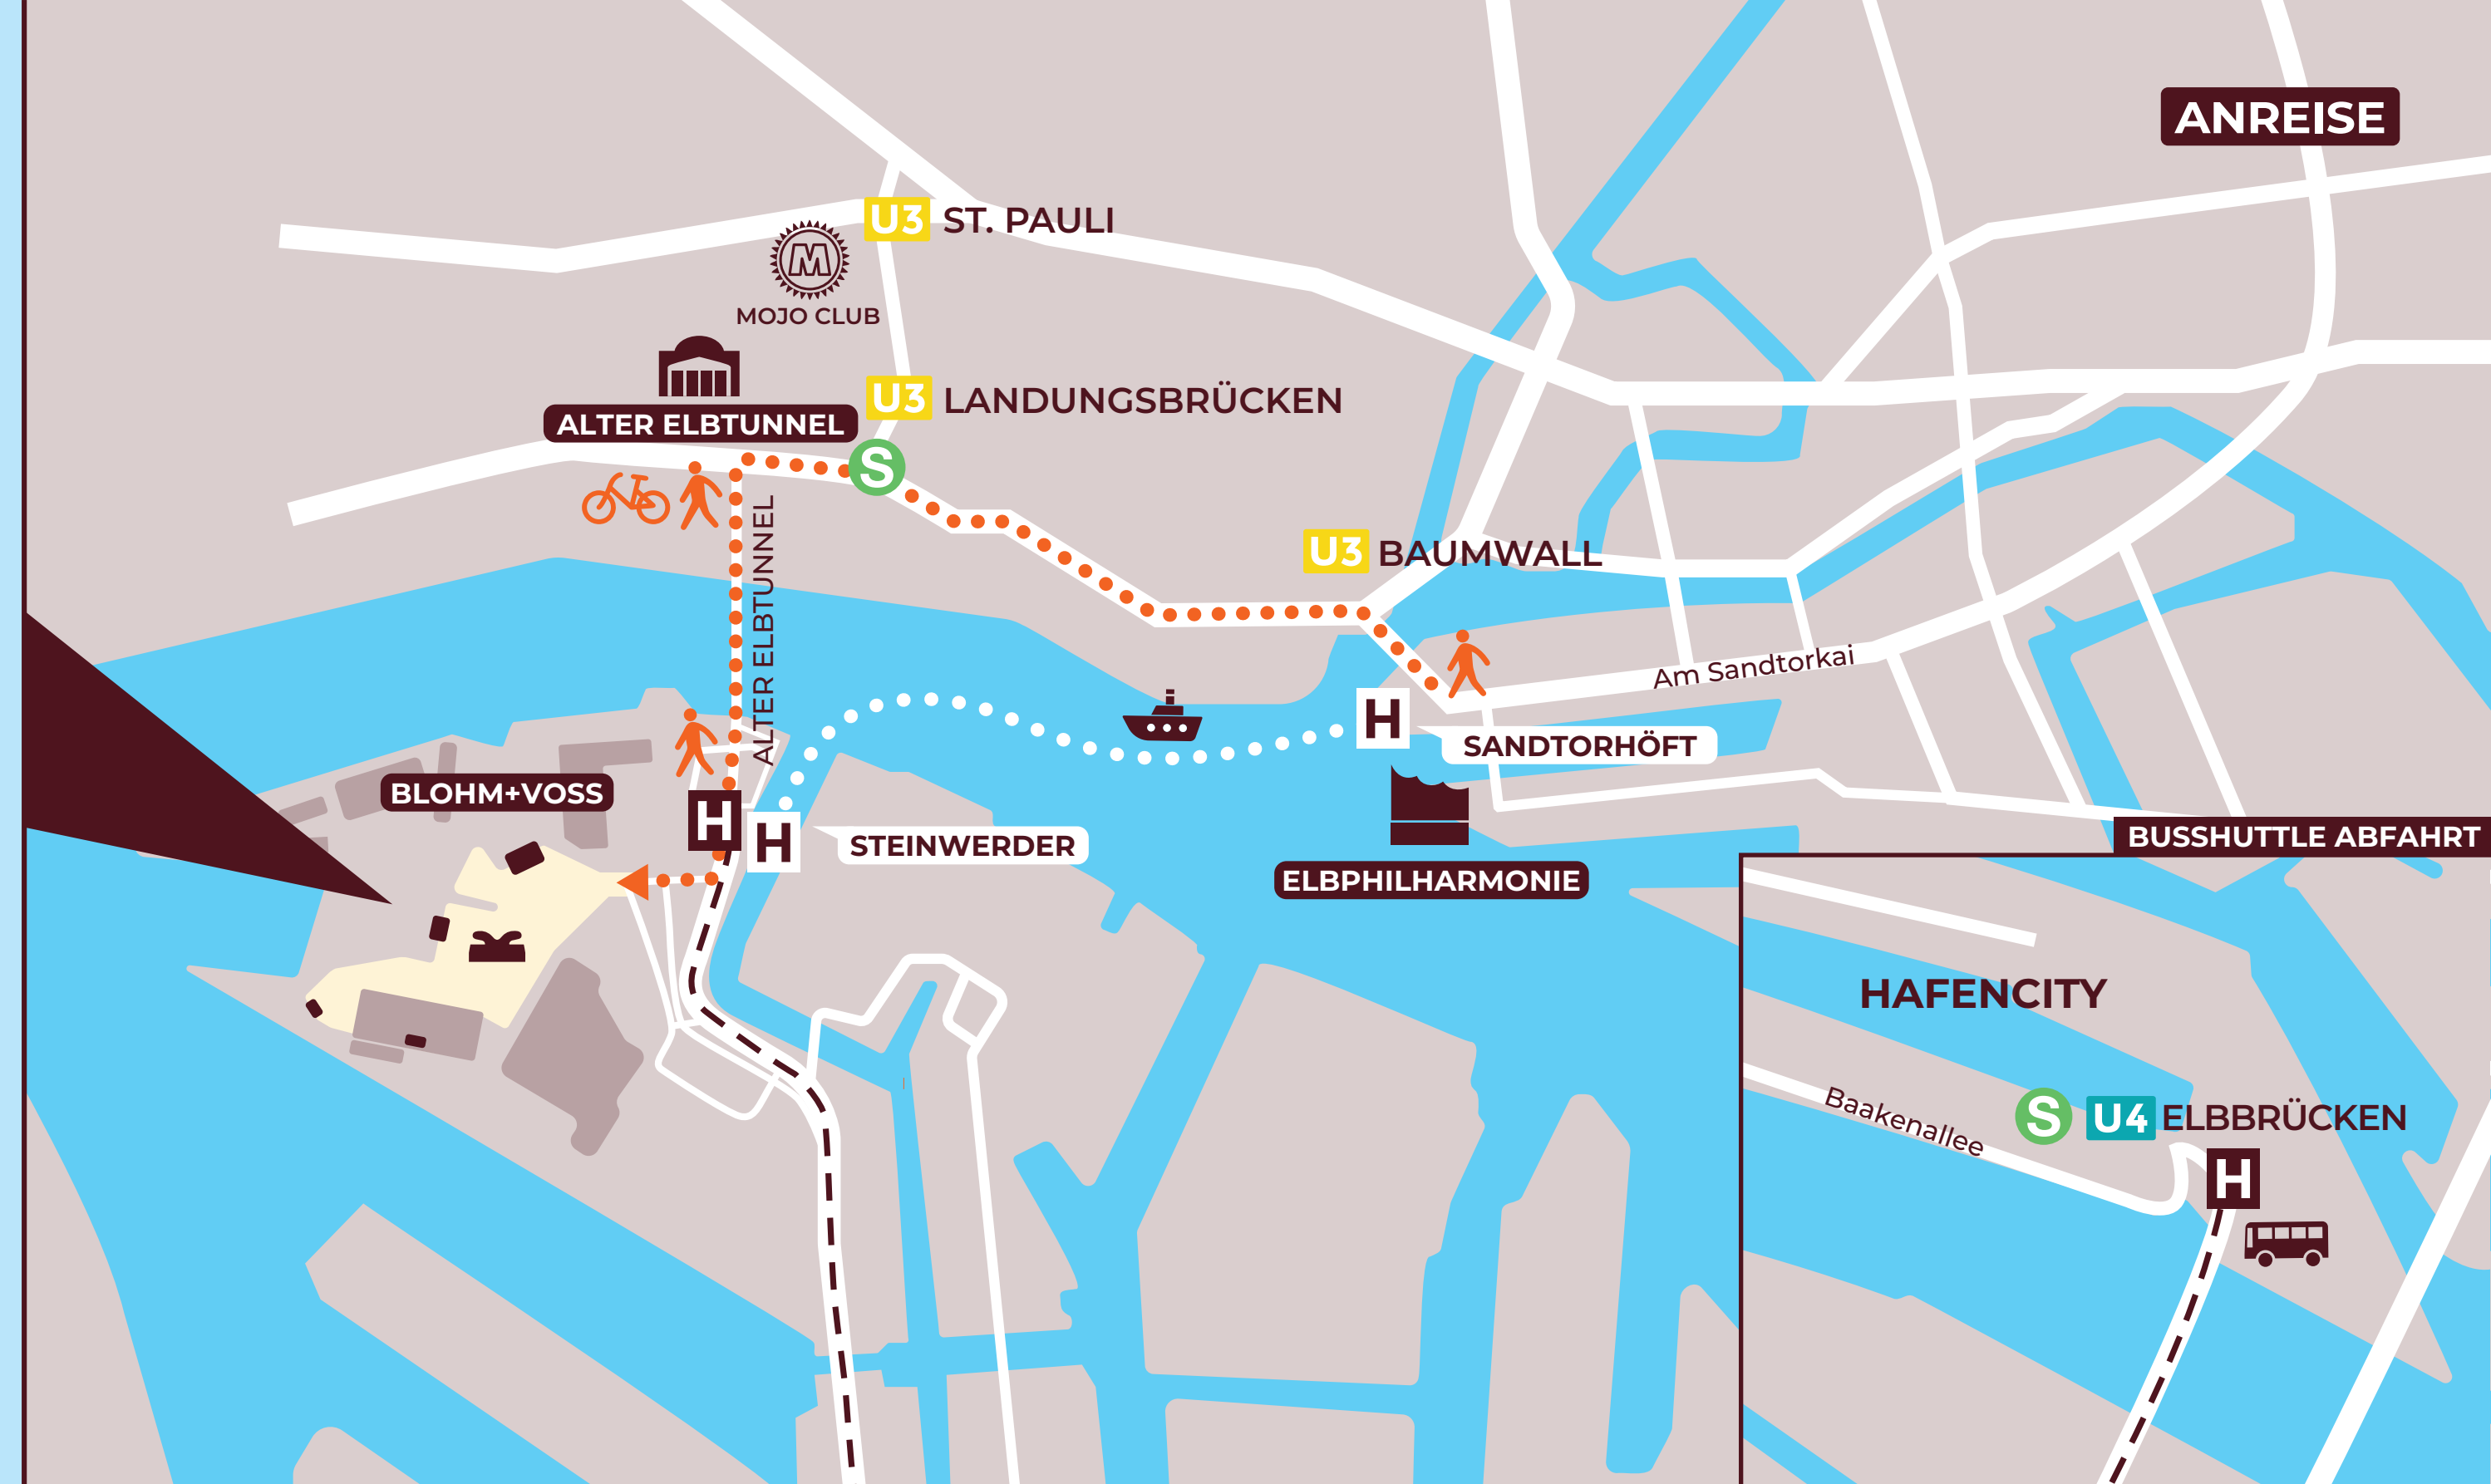 ANREISE
U3 ST. PAULI
M
MOJO CLUB
U3 LANDUNGSBRÜCKEN
ALTER ELBTUNNEL
S
ALTER ELBTUNNEL
U3 BAUMWALL
Am Sandtorkai
H
SANDTORHÖFT
BLOHM+VOSS
H
H
STEINWERDER
ELBPHILHARMONIE
BUSSHUTTLE ABFAHRT
HAFENCITY
Baakenallee
S U4 ELBBRÜCKEN
H